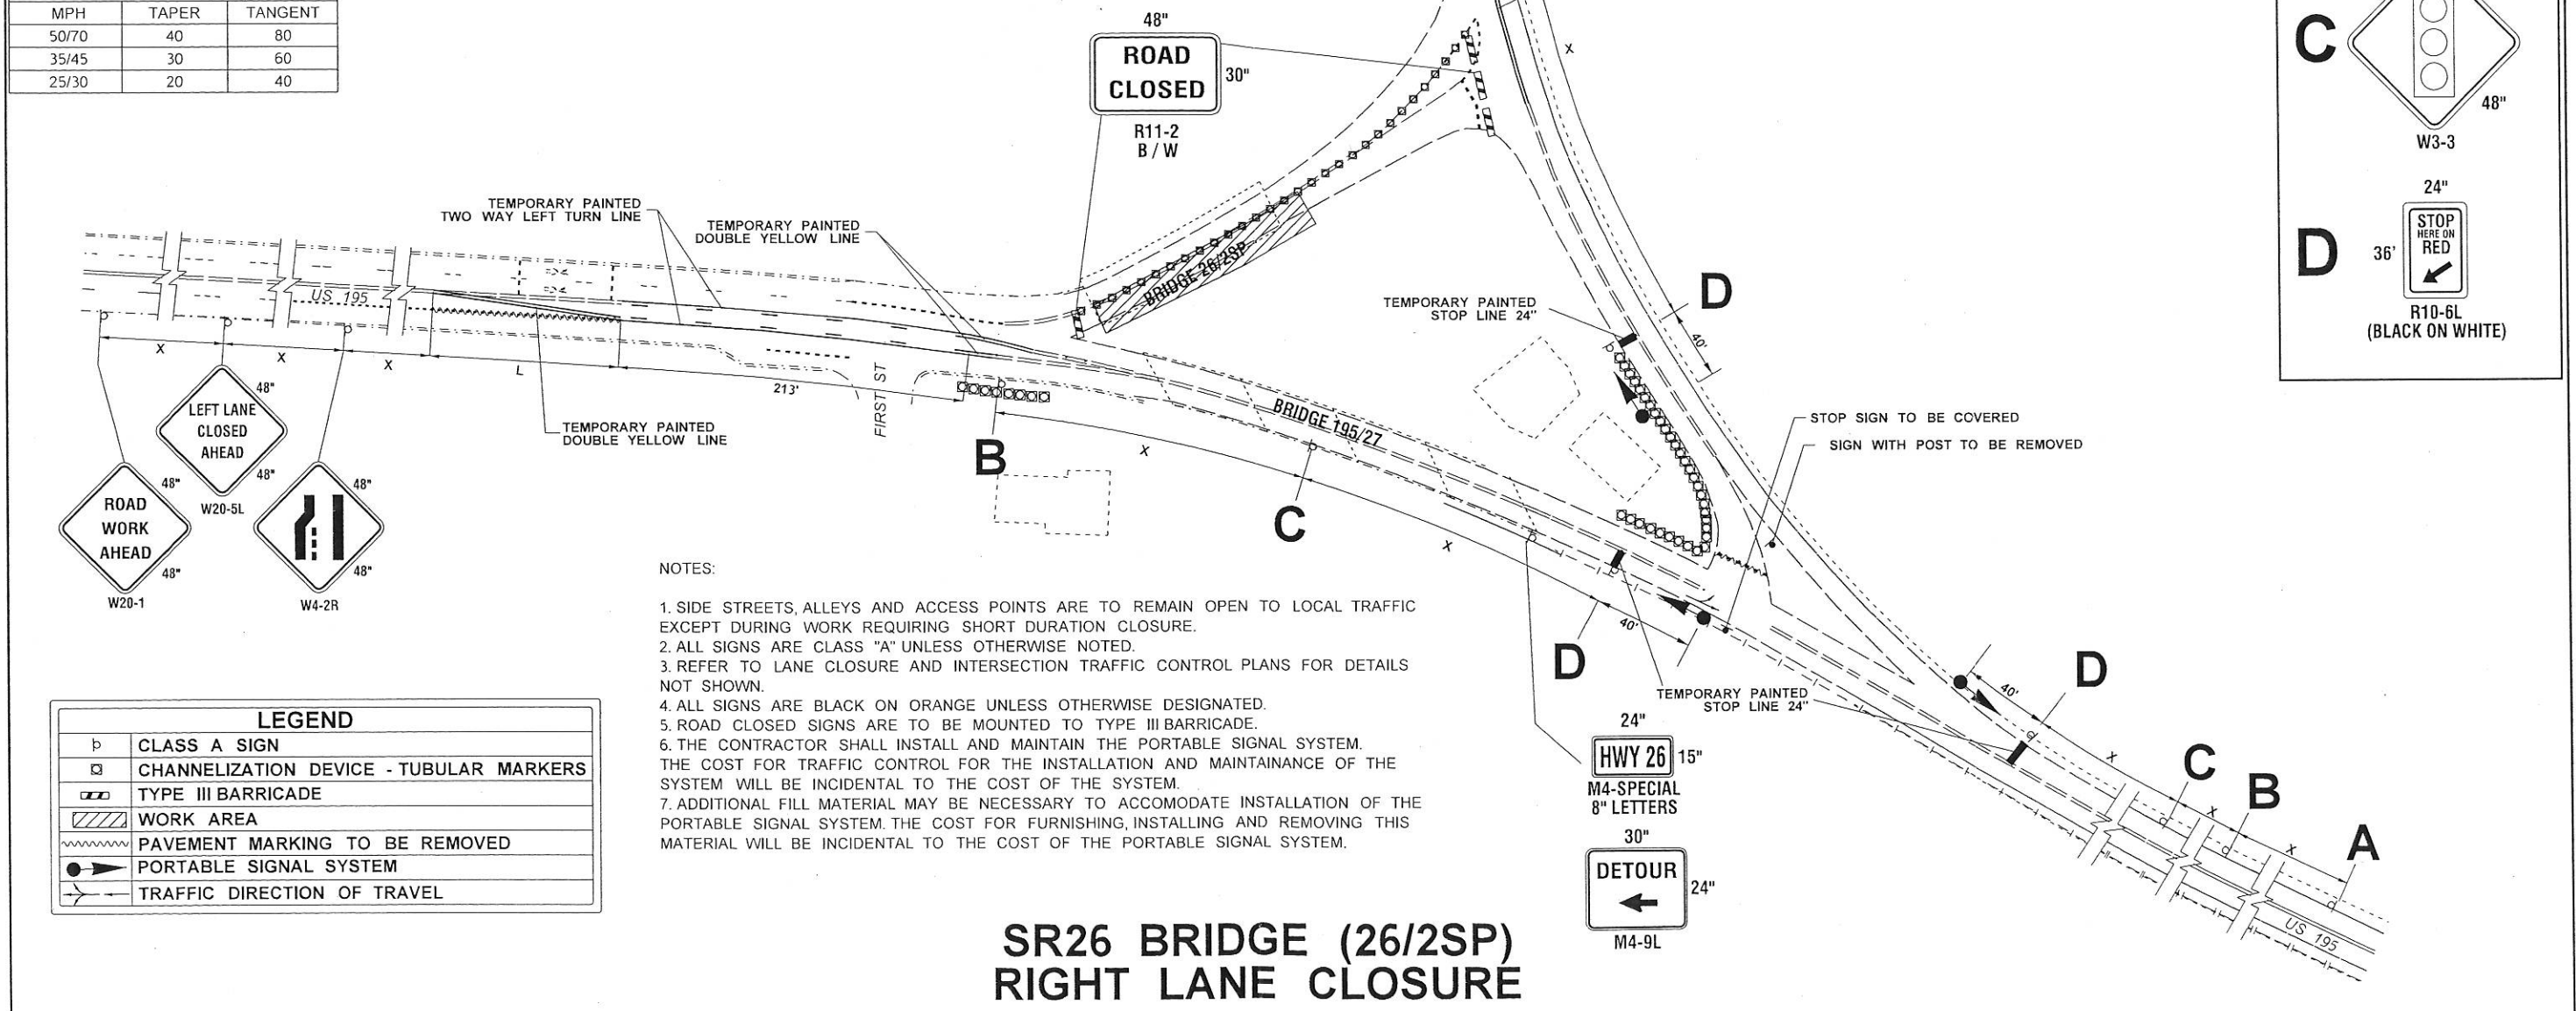 MPH TAPER TANGENT
50/70 40 80
35/45 30 60
25/30 20 40
48"
ROAD
CLOSED
30"
R11-2
B / W
C
48"
W3-3
24"
D
36'
STOP
HERE ON
RED
R10-6L
(BLACK ON WHITE)
TEMPORARY PAINTED
TWO WAY LEFT TURN LINE
TEMPORARY PAINTED
DOUBLE YELLOW LINE
US 195
X
X
X
L
213'
FIRST ST
BRIDGE 26/2SP
X
TEMPORARY PAINTED
STOP LINE 24"
D
40'
BRIDGE 195/27
STOP SIGN TO BE COVERED
SIGN WITH POST TO BE REMOVED
TEMPORARY PAINTED
DOUBLE YELLOW LINE
48"
LEFT LANE
CLOSED
AHEAD
48"
W20-5L
48"
ROAD
WORK
AHEAD
48"
W20-1
48"
48"
W4-2R
B
X
C
X
D
40'
TEMPORARY PAINTED
STOP LINE 24"
40'
D
X
C
X
B
X
A
US 195
NOTES:
1. SIDE STREETS, ALLEYS AND ACCESS POINTS ARE TO REMAIN OPEN TO LOCAL TRAFFIC
EXCEPT DURING WORK REQUIRING SHORT DURATION CLOSURE.
2. ALL SIGNS ARE CLASS "A" UNLESS OTHERWISE NOTED.
3. REFER TO LANE CLOSURE AND INTERSECTION TRAFFIC CONTROL PLANS FOR DETAILS
NOT SHOWN.
4. ALL SIGNS ARE BLACK ON ORANGE UNLESS OTHERWISE DESIGNATED.
5. ROAD CLOSED SIGNS ARE TO BE MOUNTED TO TYPE III BARRICADE.
6. THE CONTRACTOR SHALL INSTALL AND MAINTAIN THE PORTABLE SIGNAL SYSTEM.
THE COST FOR TRAFFIC CONTROL FOR THE INSTALLATION AND MAINTAINANCE OF THE
SYSTEM WILL BE INCIDENTAL TO THE COST OF THE SYSTEM.
7. ADDITIONAL FILL MATERIAL MAY BE NECESSARY TO ACCOMODATE INSTALLATION OF THE
PORTABLE SIGNAL SYSTEM. THE COST FOR FURNISHING, INSTALLING AND REMOVING THIS
MATERIAL WILL BE INCIDENTAL TO THE COST OF THE PORTABLE SIGNAL SYSTEM.
LEGEND
CLASS A SIGN
CHANNELIZATION DEVICE - TUBULAR MARKERS
TYPE III BARRICADE
WORK AREA
PAVEMENT MARKING TO BE REMOVED
PORTABLE SIGNAL SYSTEM
TRAFFIC DIRECTION OF TRAVEL
24"
HWY 26
15"
M4-SPECIAL
8" LETTERS
30"
DETOUR
24"
M4-9L
SR26 BRIDGE (26/2SP)
RIGHT LANE CLOSURE